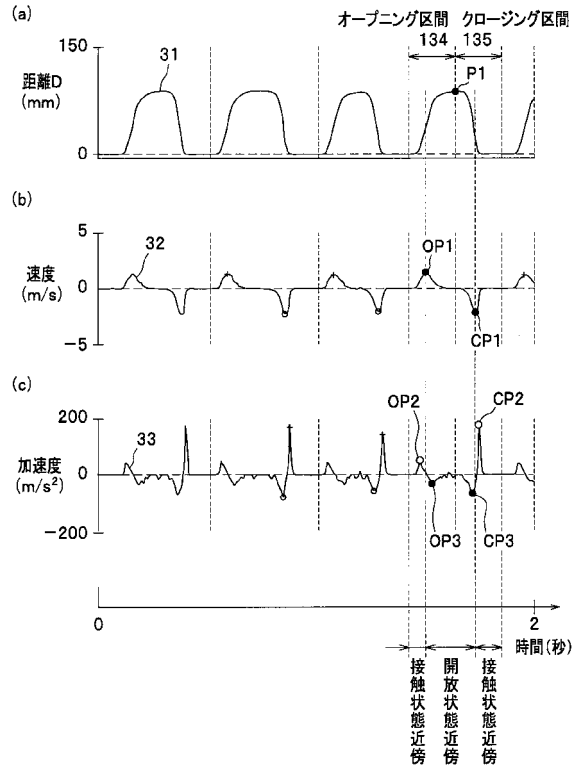 (a)
オープニング区間 クロージング区間
134 135
150
31
P1
距離D
(mm)
0
(b)
5
32
OP1
速度
(m/s)
0
-5
CP1
(c)
200
33
OP2
CP2
加速度
(m/s²)
0
-200
OP3
CP3
0
2
時間(秒)
接触状態近傍
開放状態近傍
接触状態近傍